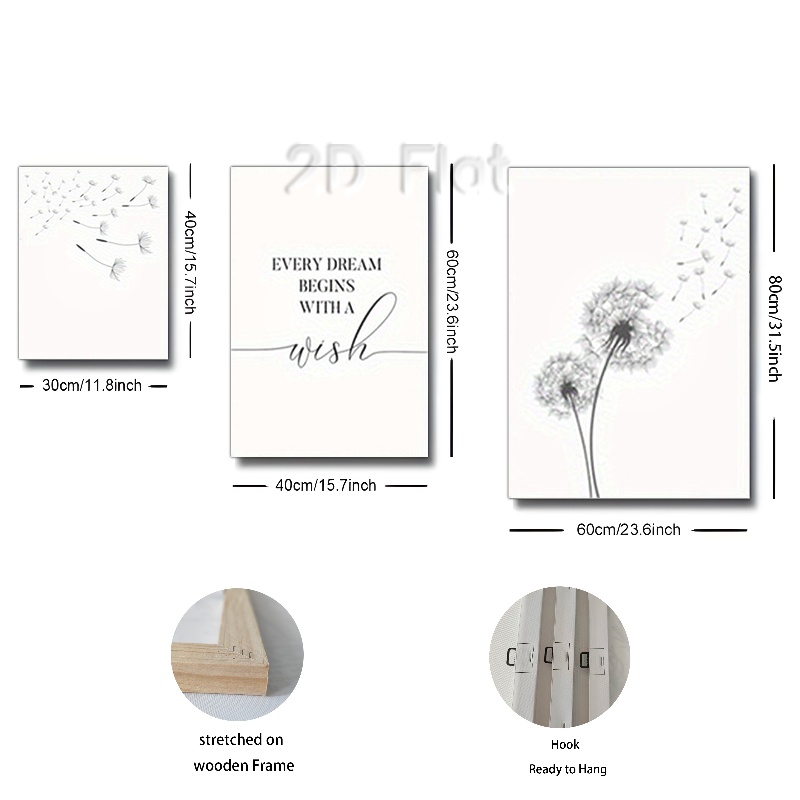 2D Flat
40cm/15.7inch
30cm/11.8inch
EVERY DREAM
BEGINS
WITH A
wish
60cm/23.6inch
40cm/15.7inch
80cm/31.5inch
60cm/23.6inch
stretched on
wooden Frame
Hook
Ready to Hang